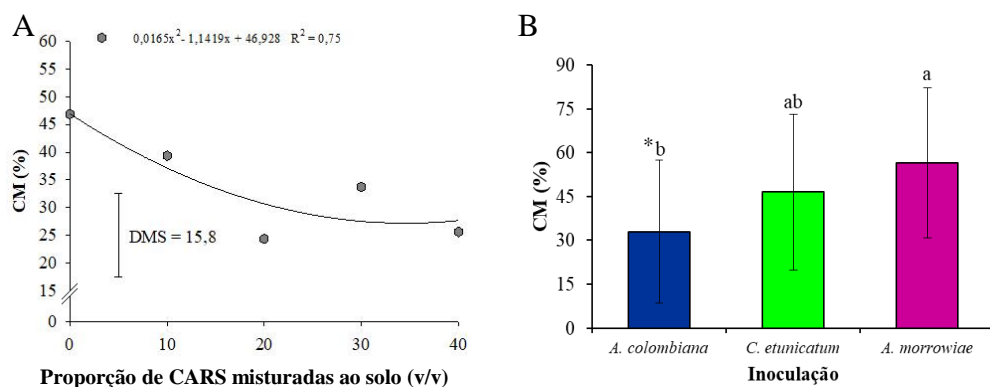 A
0,0165x² - 1,1419x + 46,928 R² = 0,75
60
55
50
45
40
35
30
25
20
15
0
CM (%)
DMS = 15,8
0 10 20 30 40
Proporção de CARS misturadas ao solo (v/v)
B
90
75
60
45
30
15
0
CM (%)
*b
ab
a
A. colombiana C. etunicatum A. morrowiae
Inoculação